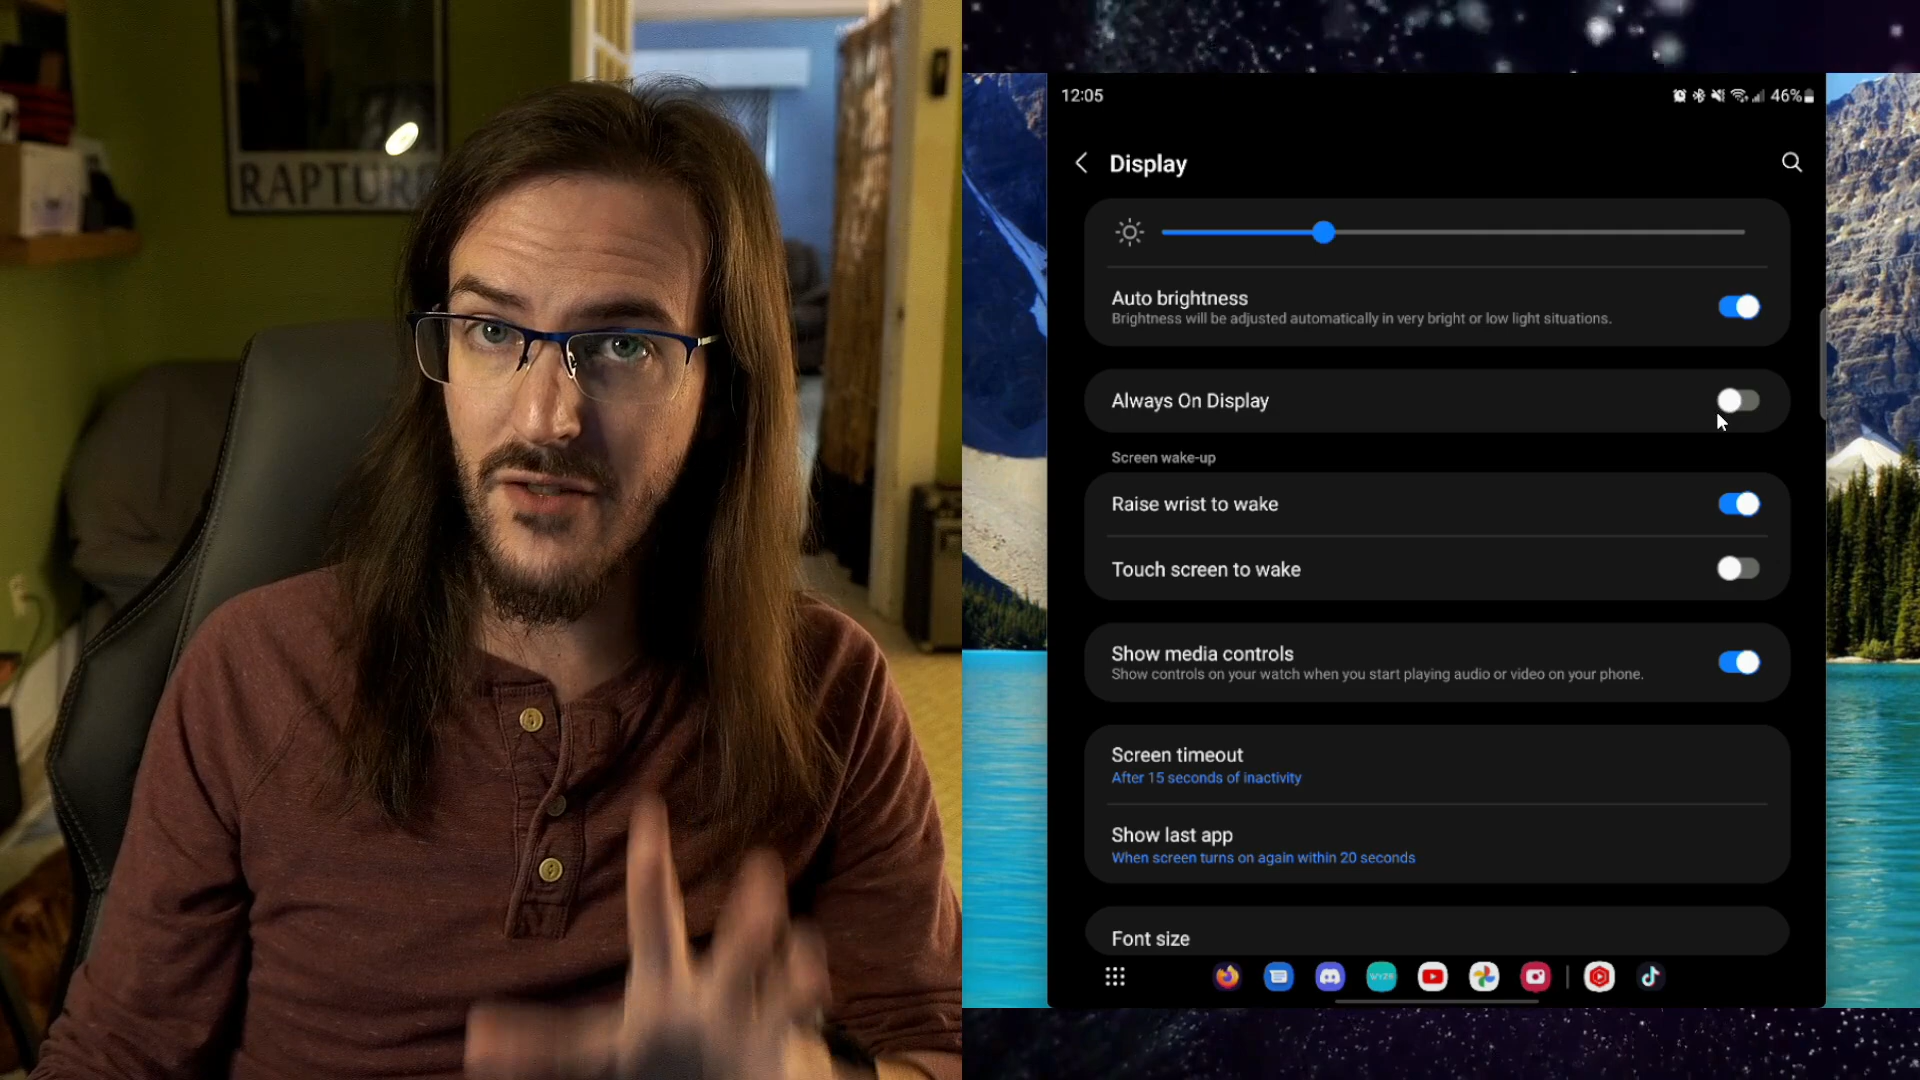 RAPTURE
12:05
46%
Display
Auto brightness
Brightness will be adjusted automatically in very bright or low light situations.
Always On Display
Screen wake-up
Raise wrist to wake
Touch screen to wake
Show media controls
Show controls on your watch when you start playing audio or video on your phone.
Screen timeout
After 15 seconds of inactivity
Show last app
When screen turns on again within 20 seconds
Font size
WYZE